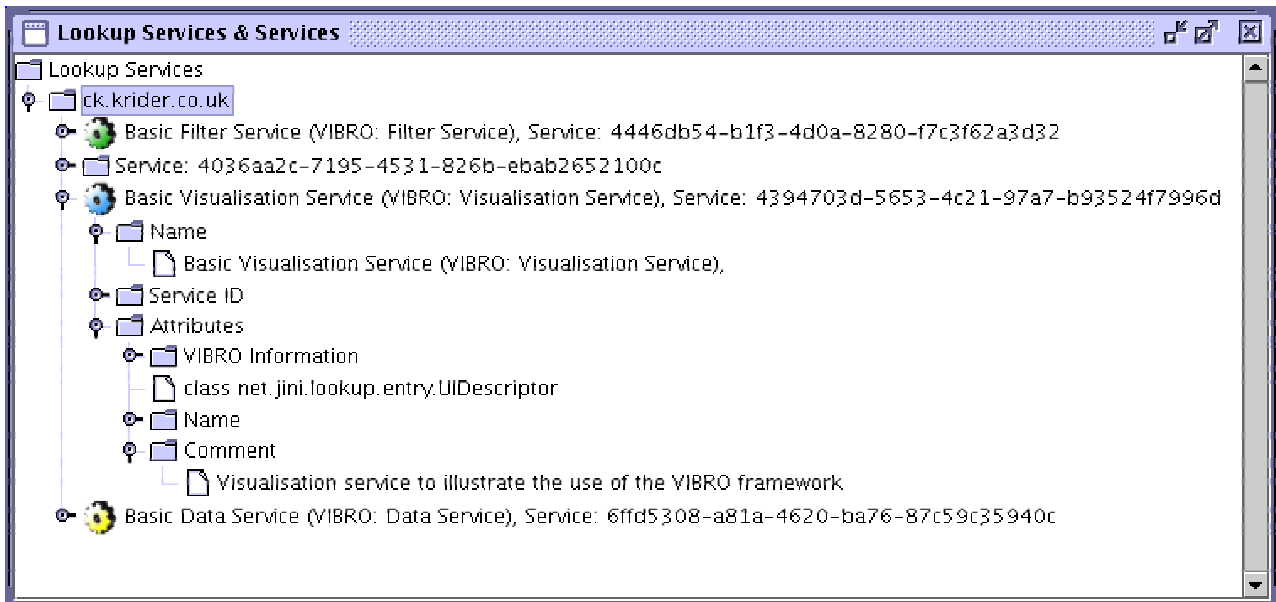 Lookup Services & Services
Lookup Services
ck.krider.co.uk
Basic Filter Service (VIBRO: Filter Service), Service: 4446db54-b1f3-4d0a-8280-f7c3f62a3d32
Service: 4036aa2c-7195-4531-826b-ebab2652100c
Basic Visualisation Service (VIBRO: Visualisation Service), Service: 4394703d-5653-4c21-97a7-b93524f7996d
Name
Basic Visualisation Service (VIBRO: Visualisation Service),
Service ID
Attributes
VIBRO Information
class net.jini.lookup.entry.UIDescriptor
Name
Comment
Visualisation service to illustrate the use of the VIBRO framework
Basic Data Service (VIBRO: Data Service), Service: 6ffd5308-a81a-4620-ba76-87c59c35940c